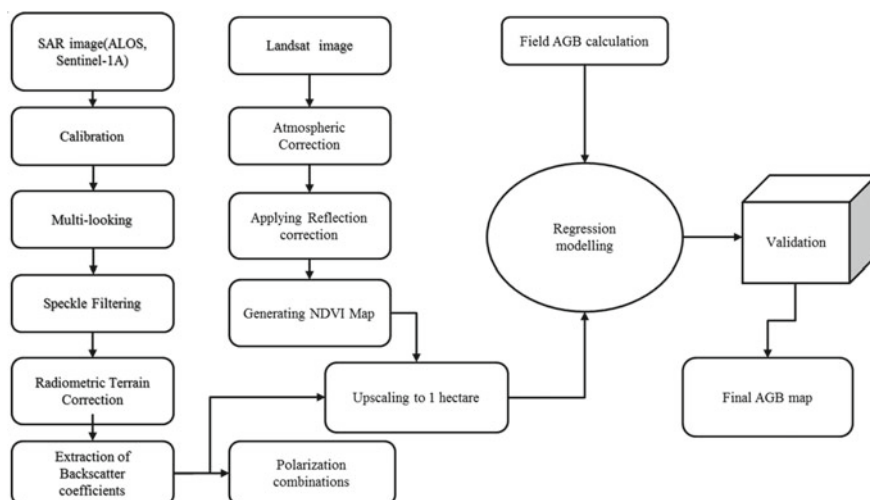 SAR image(ALOS,
Sentinel-1A)
Calibration
Multi-looking
Speckle Filtering
Radiometric Terrain
Correction
Extraction of
Backscatter
coefficients
Landsat image
Atmospheric
Correction
Applying Reflection
correction
Generating NDVI Map
Upscaling to 1 hectare
Polarization
combinations
Field AGB calculation
Regression
modelling
Validation
Final AGB map